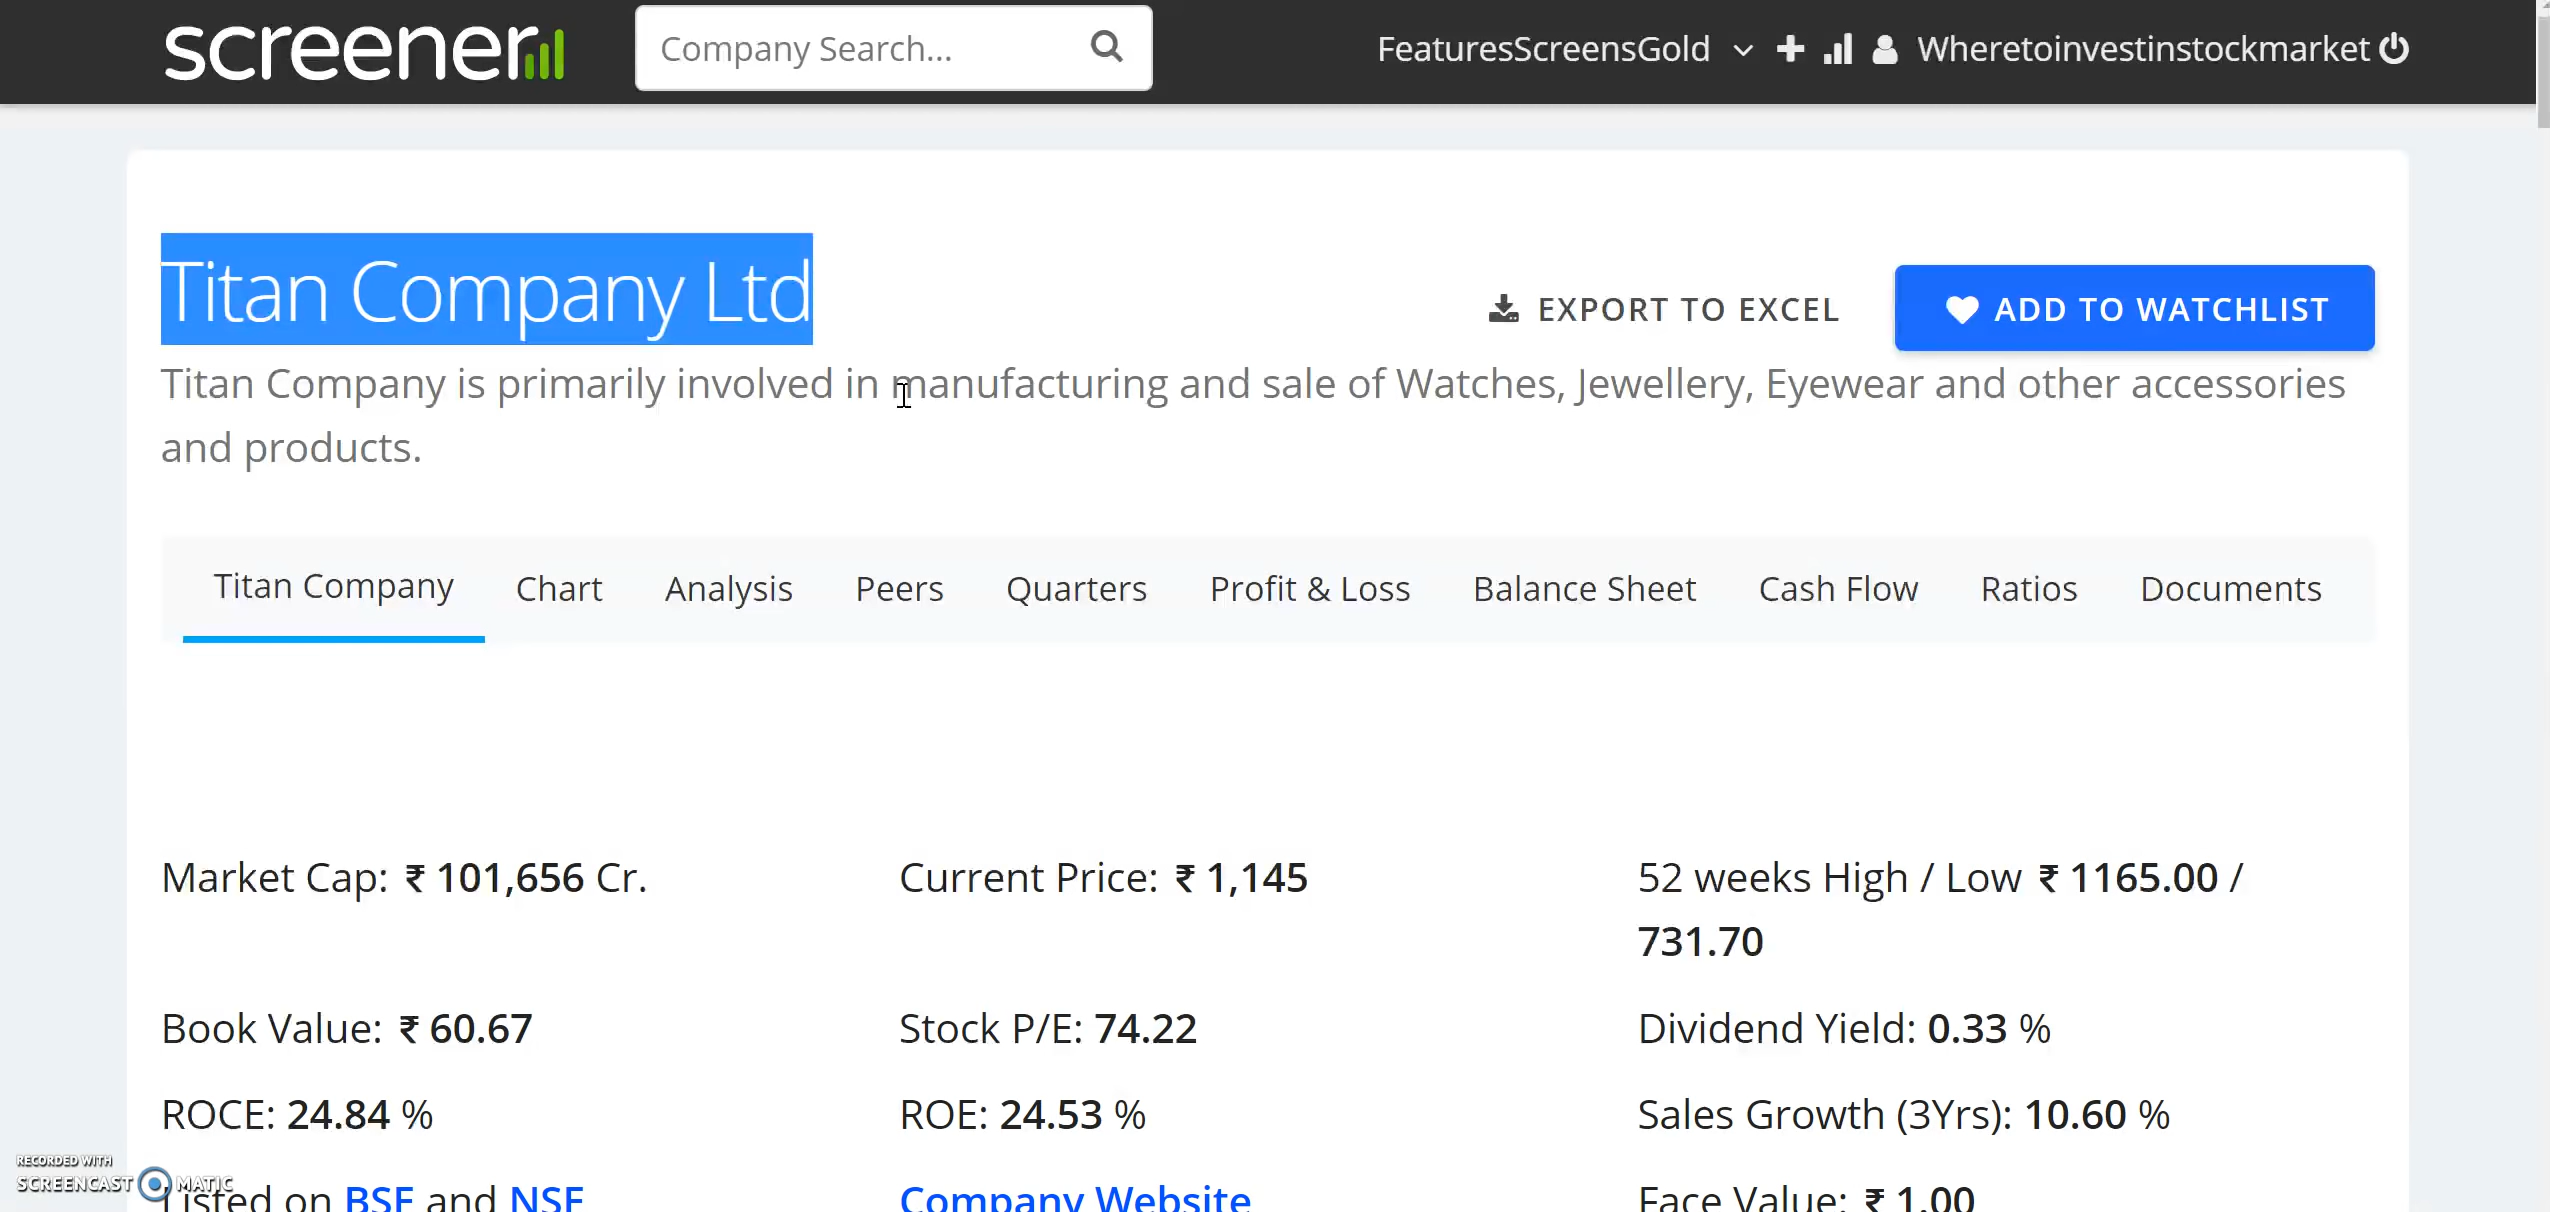 screener
Company Search...
FeaturesScreensGold
Wheretoinvestinstockmarket
Titan Company Ltd
EXPORT TO EXCEL
ADD TO WATCHLIST
Titan Company is primarily involved in manufacturing and sale of Watches, Jewellery, Eyewear and other accessories
and products.
Titan Company Chart Analysis Peers Quarters Profit & Loss Balance Sheet Cash Flow Ratios Documents
Market Cap: ₹ 101,656 Cr.
Current Price: ₹ 1,145
52 weeks High / Low ₹ 1165.00 /
731.70
Book Value: ₹ 60.67
Stock P/E: 74.22
Dividend Yield: 0.33 %
ROCE: 24.84 %
ROE: 24.53 %
Sales Growth (3Yrs): 10.60 %
Listed on BSE and NSE
Company Website
Face Value: ₹ 1.00
RECORDED WITH
SCREENCAST MATIC